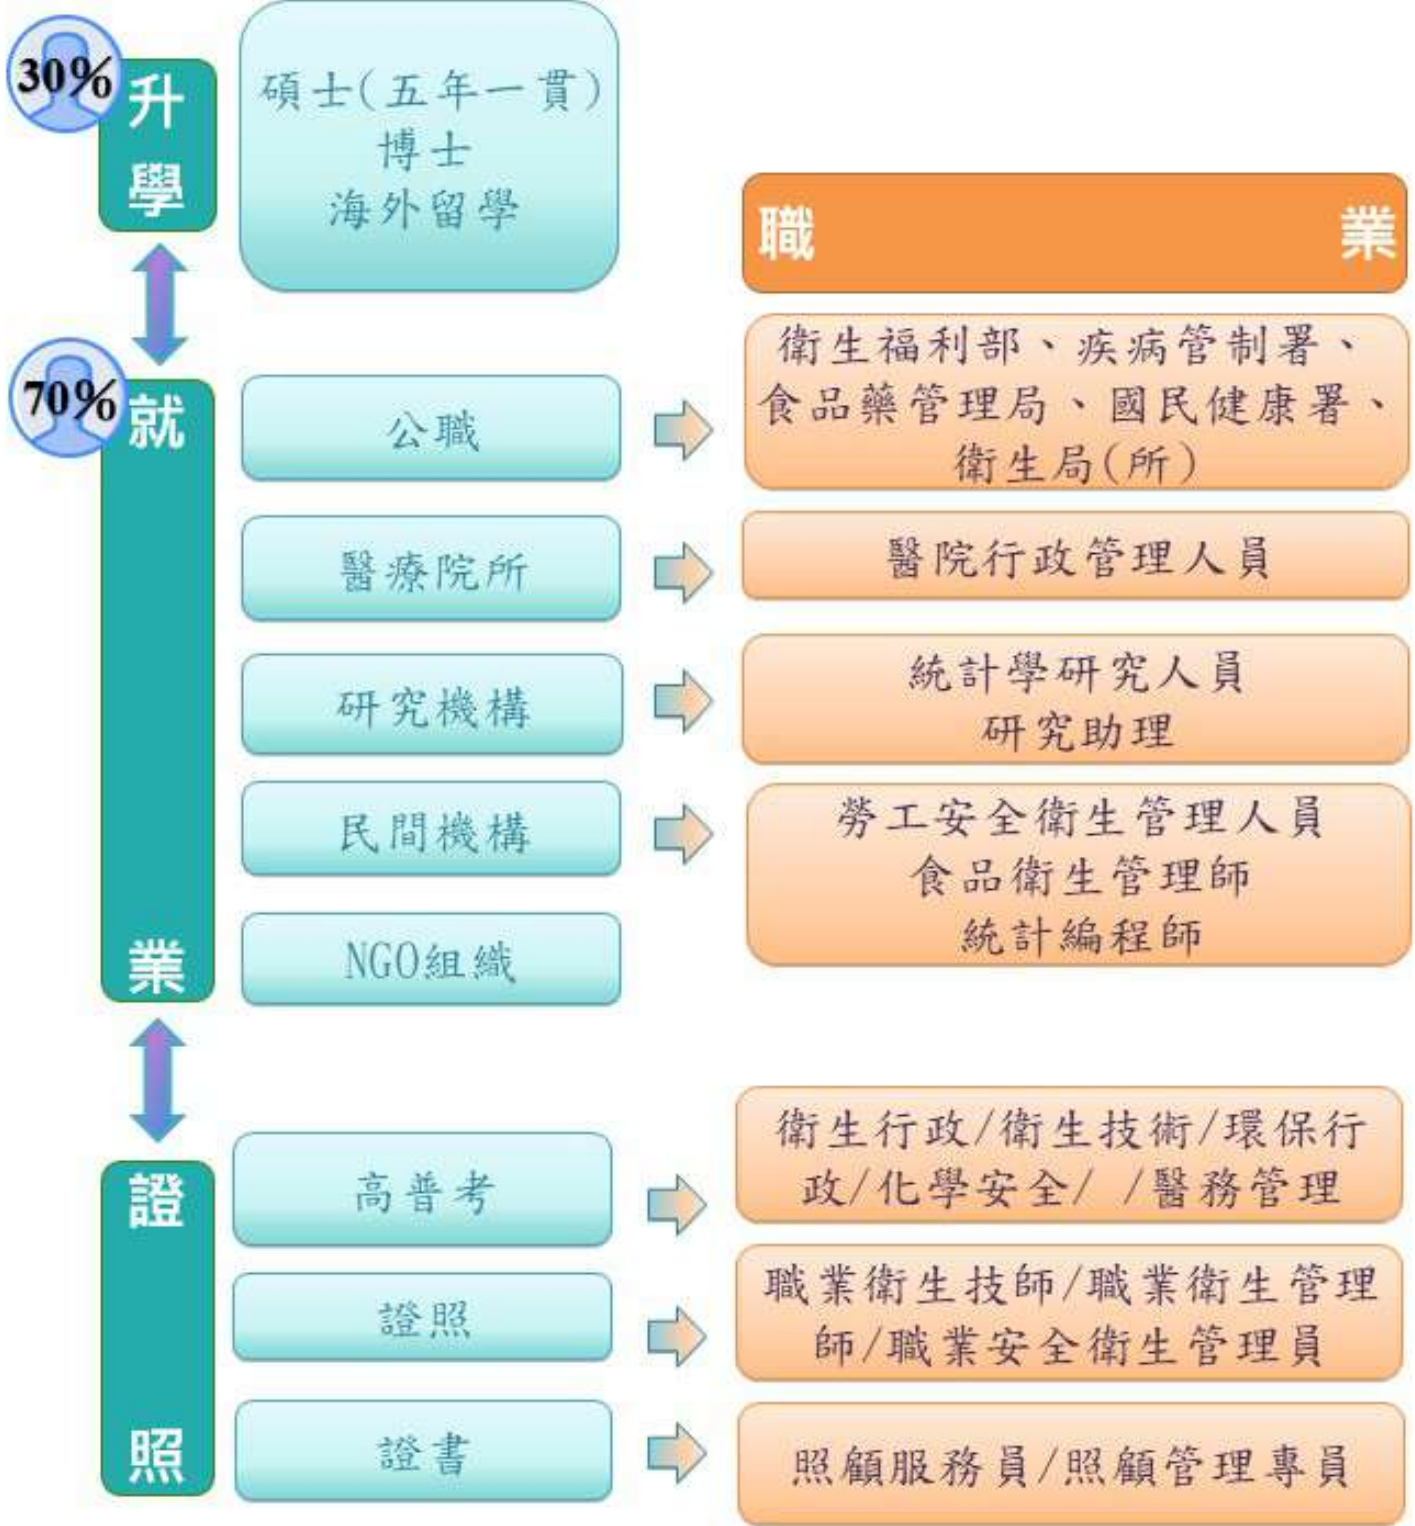 30%
升學
碩士(五年一貫)
博士
海外留學
職業
70%
就業
公職
衛生福利部、疾病管制署、
食品藥管理局、國民健康署、
衛生局(所)
醫療院所
醫院行政管理人員
研究機構
統計學研究人員
研究助理
民間機構
勞工安全衛生管理人員
食品衛生管理師
統計編程師
NGO組織
證照
高普考
衛生行政/衛生技術/環保行
政/化學安全/ /醫務管理
證照
職業衛生技師/職業衛生管理
師/職業安全衛生管理員
證書
照顧服務員/照顧管理專員